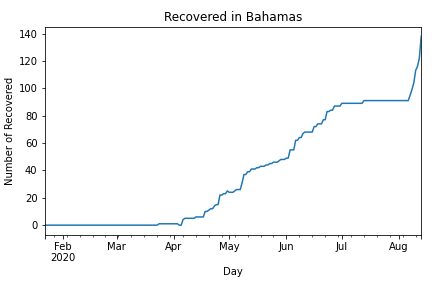 Recovered in Bahamas
Number of Recovered
140
120
100
80
60
40
20
0
Feb
2020
Mar
Apr
May
Jun
Jul
Aug
Day